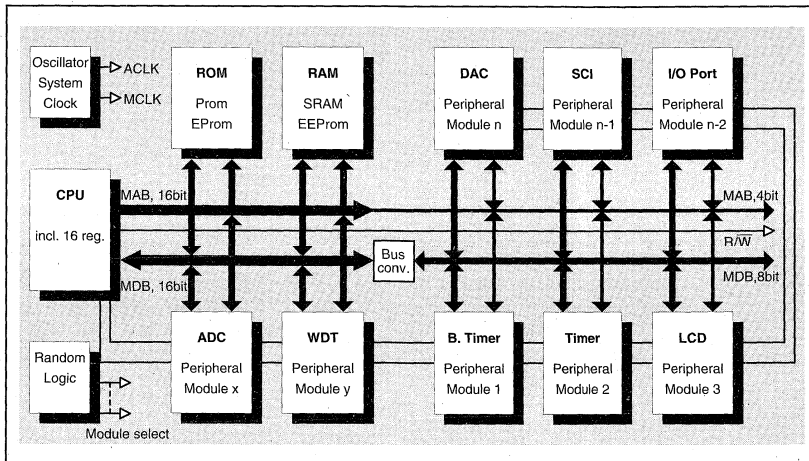 Oscillator
System
Clock
ACLK
MCLK
ROM
Prom
EProm
RAM
SRAM
EEProm
DAC
Peripheral
Module n
SCI
Peripheral
Module n-1
I/O Port
Peripheral
Module n-2
CPU
incl. 16 reg.
MAB, 16bit
MAB,4bit
R/W̅
Bus
conv.
MDB, 16bit
MDB,8bit
Random
Logic
Module select
ADC
Peripheral
Module x
WDT
Peripheral
Module y
B. Timer
Peripheral
Module 1
Timer
Peripheral
Module 2
LCD
Peripheral
Module 3